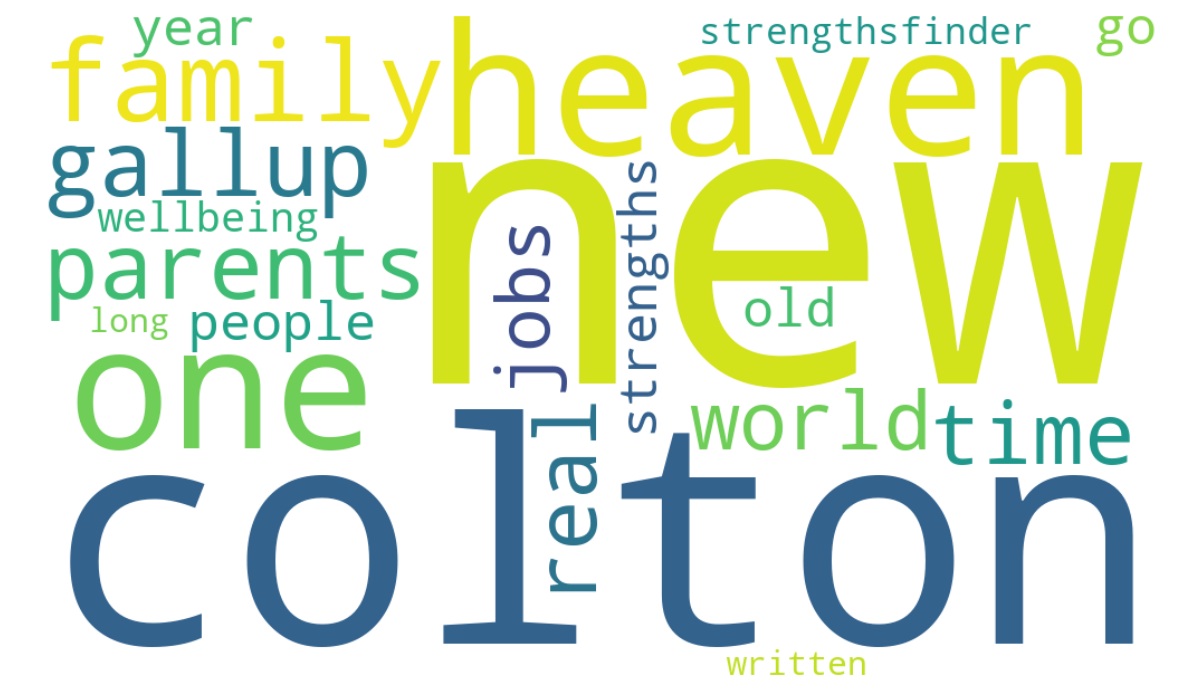 year
strengthsfinder
go
family
heaven
gallup
new
wellbeing
strengths
parents
jobs
old
long
people
one
real
world
time
colton
written